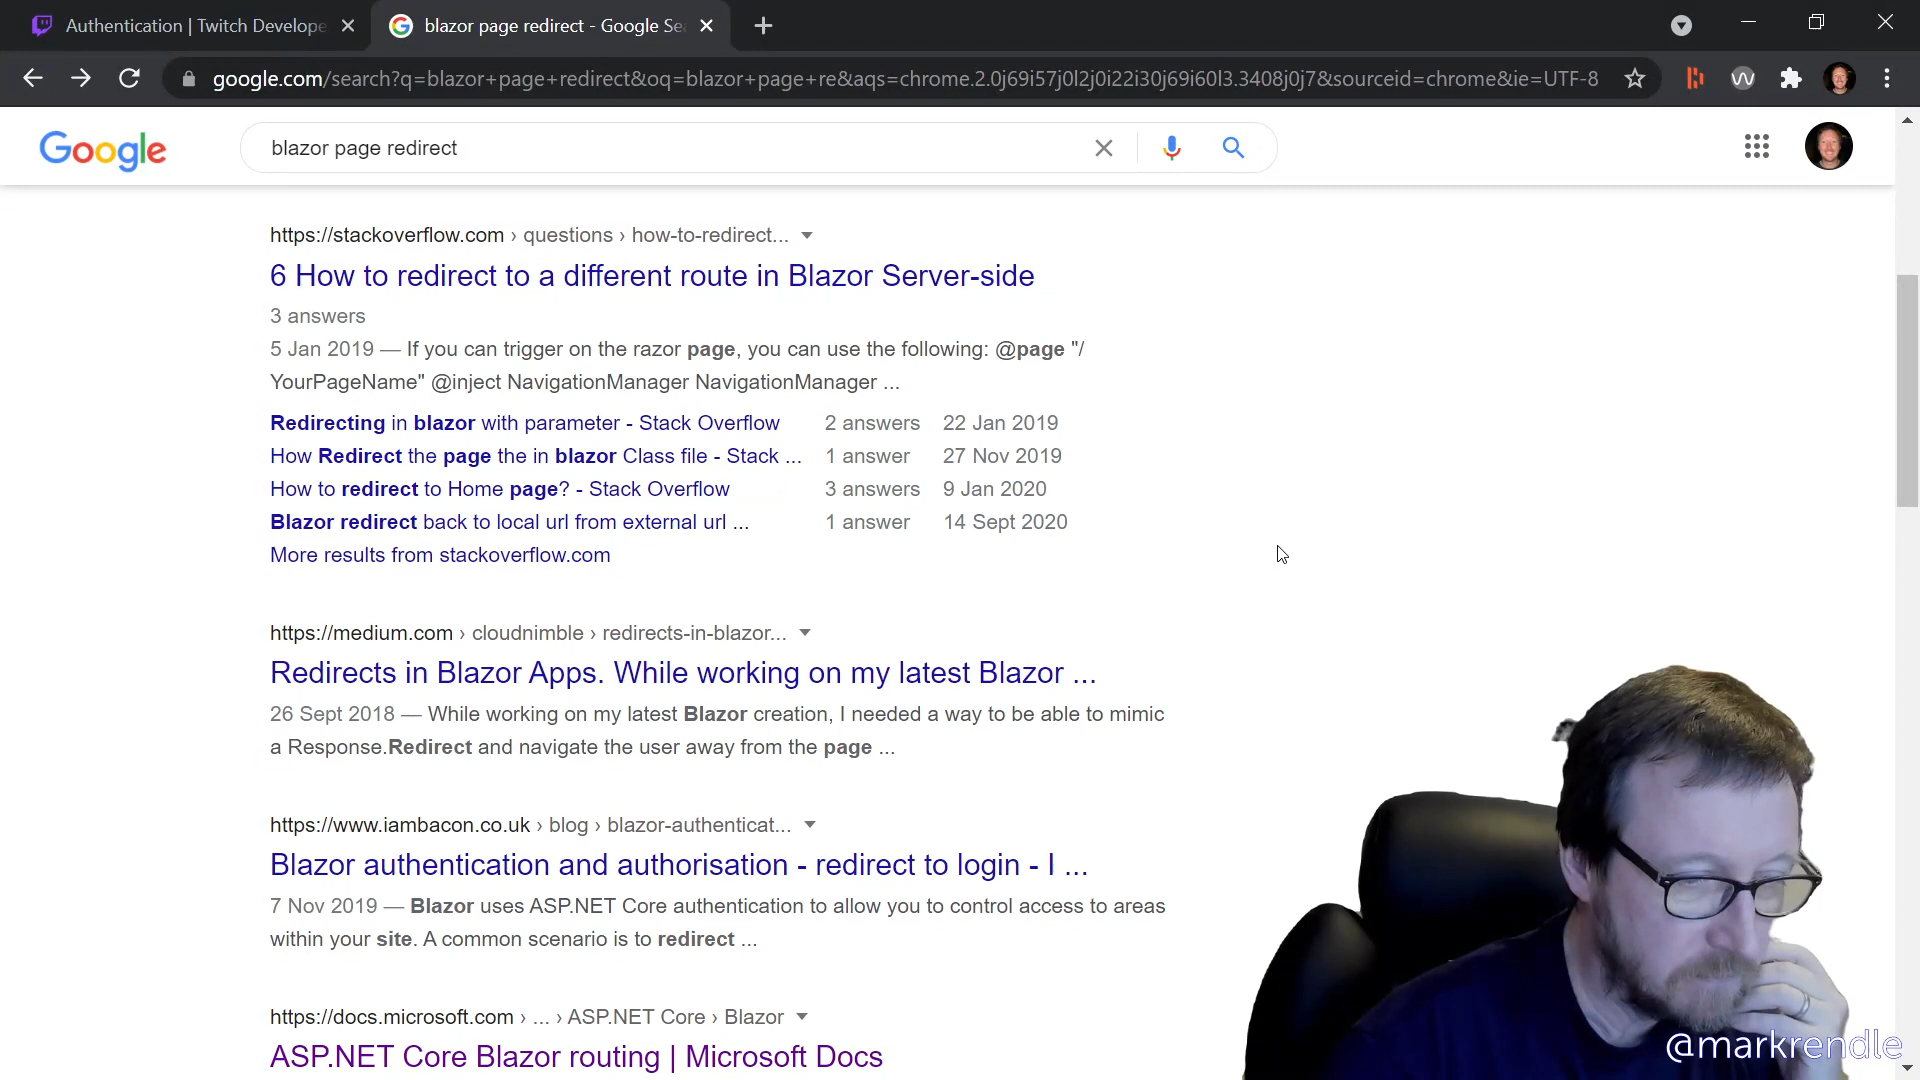 Authentication | Twitch Develope
blazor page redirect - Google Se
google.com/search?q=blazor+page+redirect&oq=blazor+page+re&aqs=chrome.2.0j69i57j0l2j0i22i30j69i60l3.3408j0j7&sourceid=chrome&ie=UTF-8
Google
blazor page redirect
https://stackoverflow.com › questions › how-to-redirect...
6 How to redirect to a different route in Blazor Server-side
3 answers
5 Jan 2019 — If you can trigger on the razor page, you can use the following: @page "/
YourPageName" @inject NavigationManager NavigationManager ...
Redirecting in blazor with parameter - Stack Overflow 2 answers 22 Jan 2019
How Redirect the page the in blazor Class file - Stack ... 1 answer 27 Nov 2019
How to redirect to Home page? - Stack Overflow 3 answers 9 Jan 2020
Blazor redirect back to local url from external url ... 1 answer 14 Sept 2020
More results from stackoverflow.com
https://medium.com › cloudnimble › redirects-in-blazor...
Redirects in Blazor Apps. While working on my latest Blazor ...
26 Sept 2018 — While working on my latest Blazor creation, I needed a way to be able to mimic
a Response.Redirect and navigate the user away from the page ...
https://www.iambacon.co.uk › blog › blazor-authenticat...
Blazor authentication and authorisation - redirect to login - I ...
7 Nov 2019 — Blazor uses ASP.NET Core authentication to allow you to control access to areas
within your site. A common scenario is to redirect ...
https://docs.microsoft.com › ... › ASP.NET Core › Blazor
ASP.NET Core Blazor routing | Microsoft Docs
@markrendle